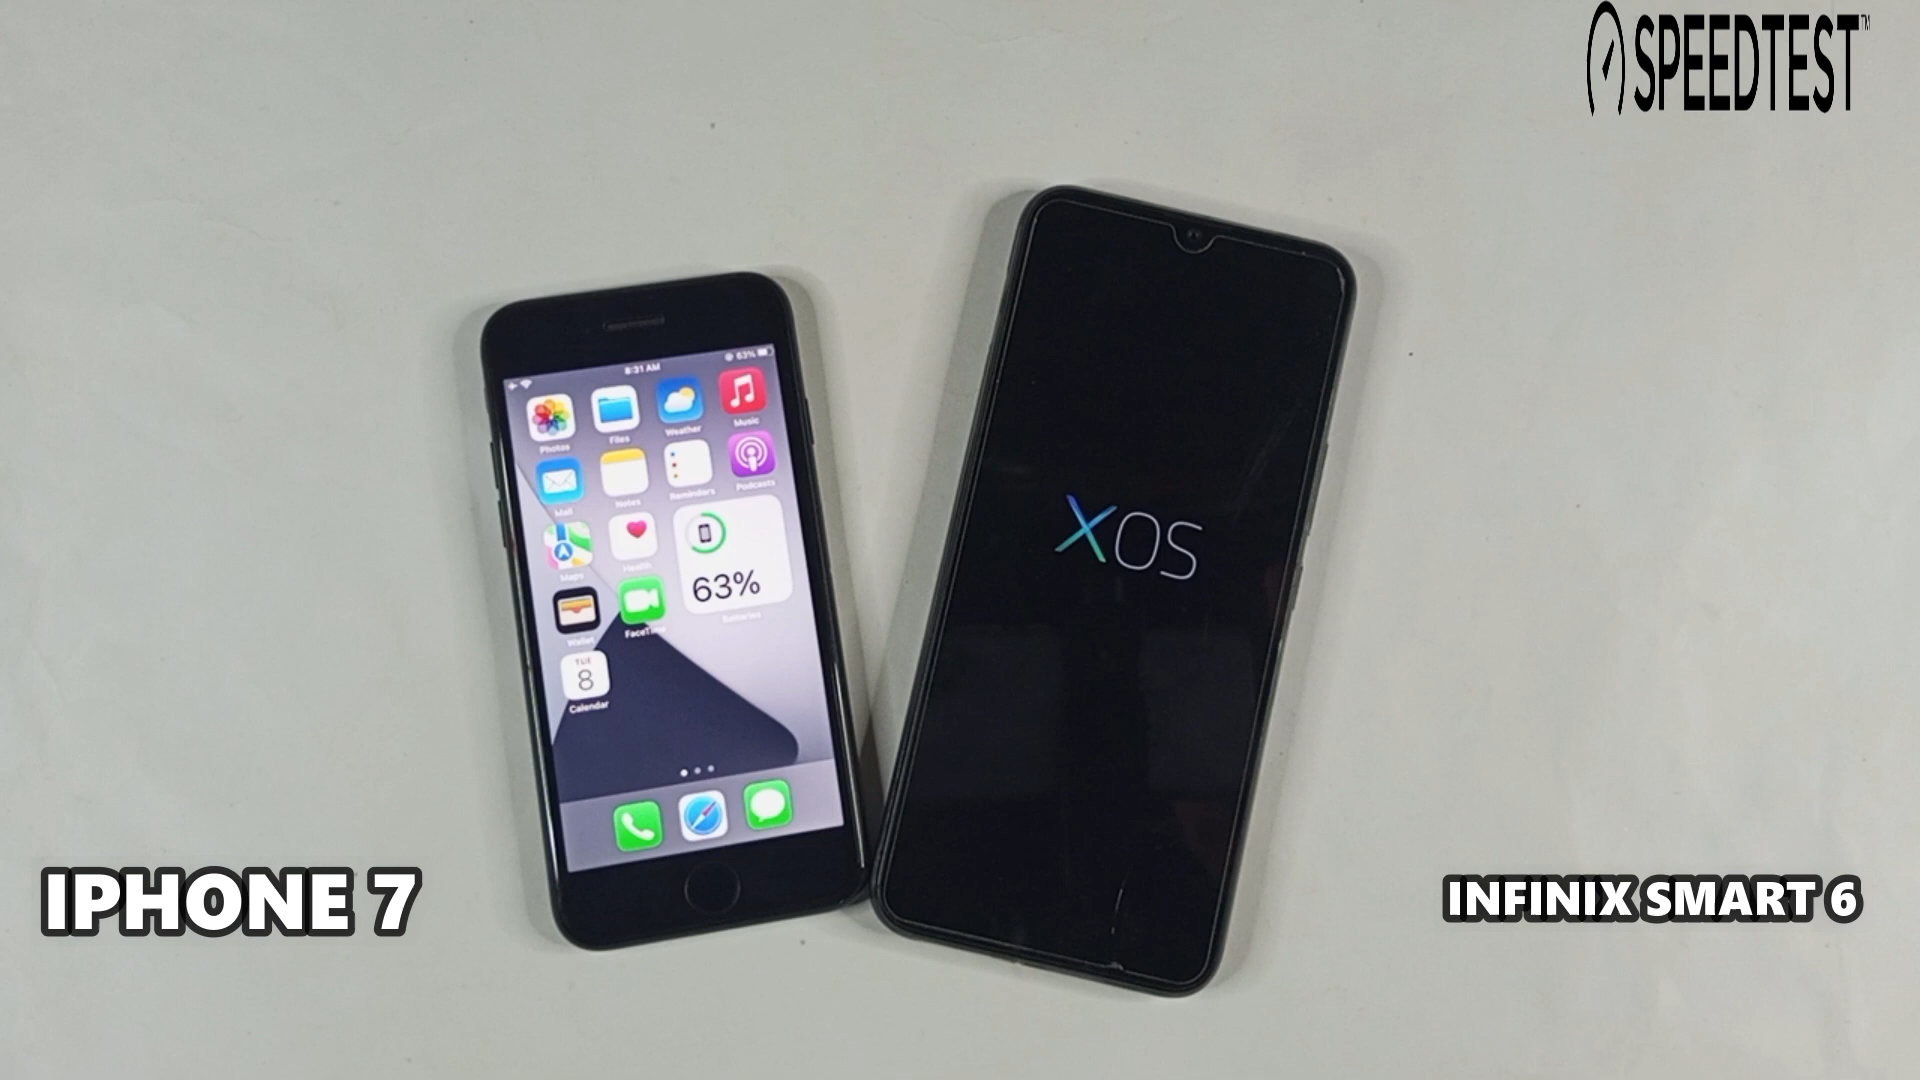 SPEEDTEST™
8:31 AM
63%
Photos
Files
Weather
Music
Mail
Notes
Reminders
Podcasts
Maps
Health
63%
Wallet
FaceTime
Batteries
TUE
8
Calendar
XOS
IPHONE 7
INFINIX SMART 6